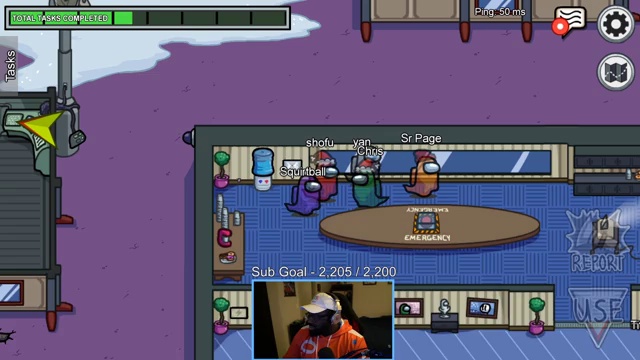 TOTAL TASKS COMPLETED
Ping: 50 ms
Tasks
shofu
yan
Chris
Sr Page
Squirtball
EMERGENCY
EMERGENCY
REPORT
Sub Goal - 2,205 / 2,200
USE